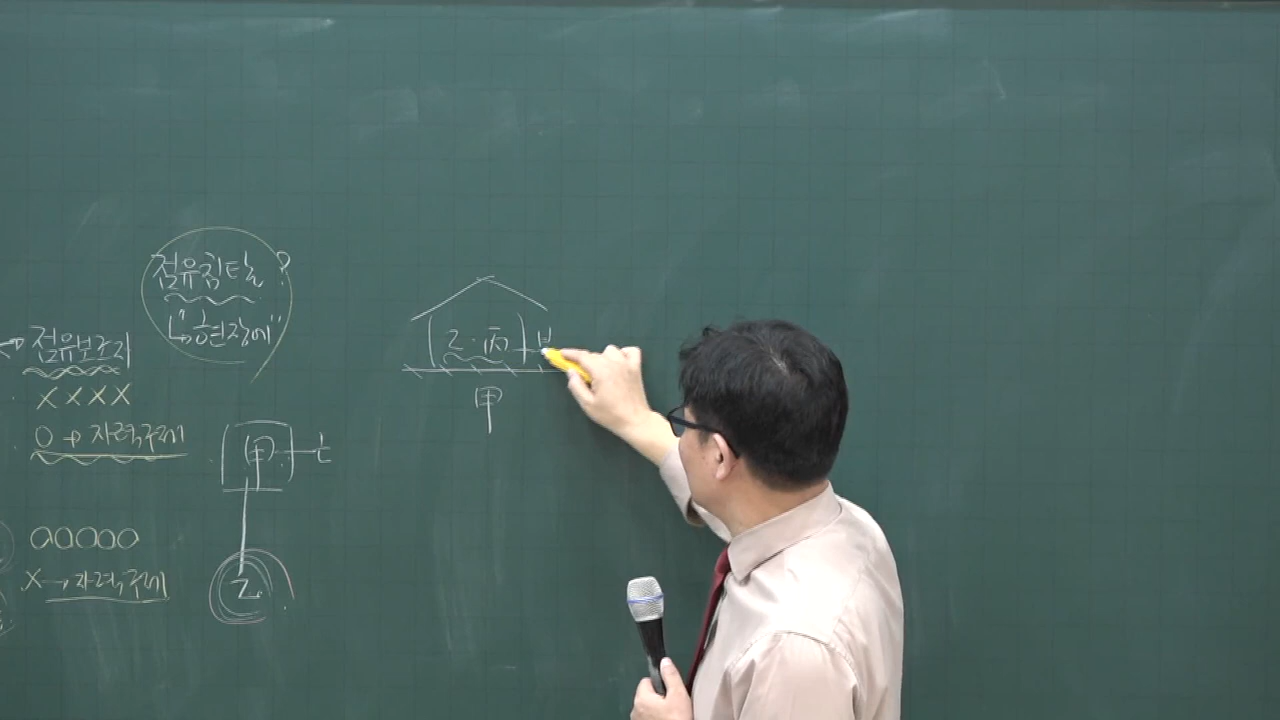 점유침탈?
↳"현장에"
→점유보조자
XXXX
O→자력구제
甲
乙
OOOOO
X→자력구제
乙·丙
甲